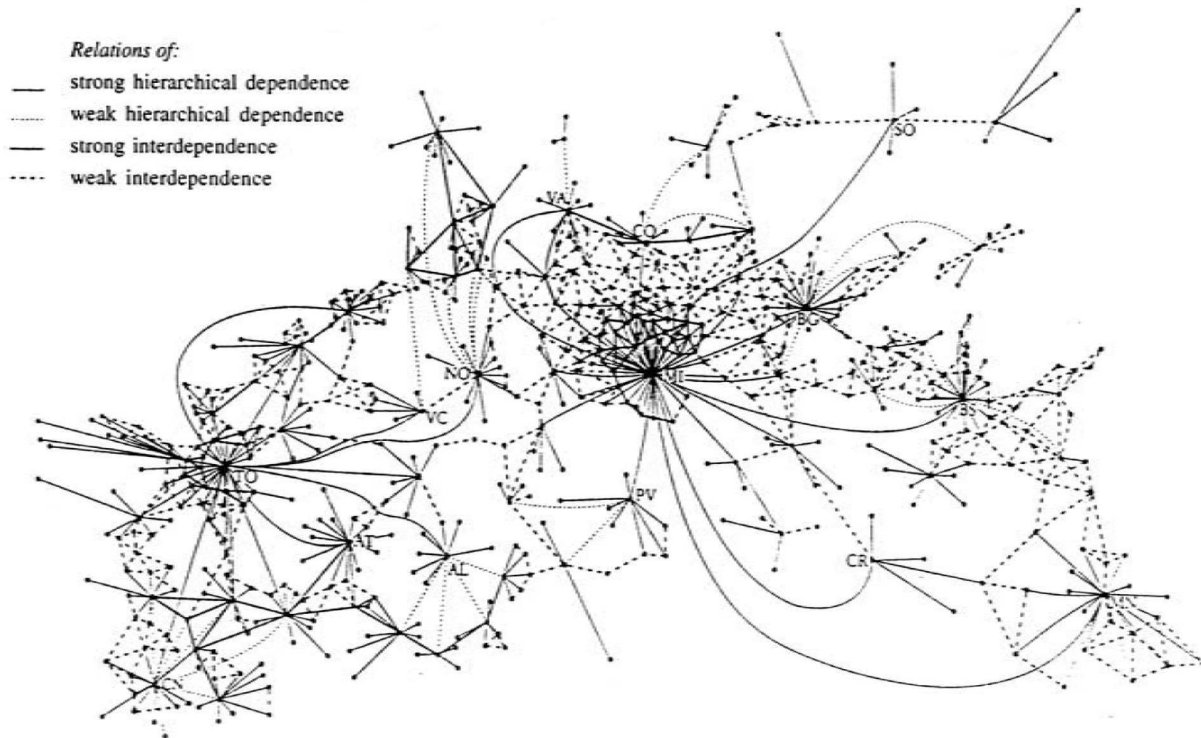 Relations of:
strong hierarchical dependence
weak hierarchical dependence
strong interdependence
weak interdependence
SO
VA
CO
BG
NO
MI
VC
BS
TO
PV
AT
AL
CR
MN